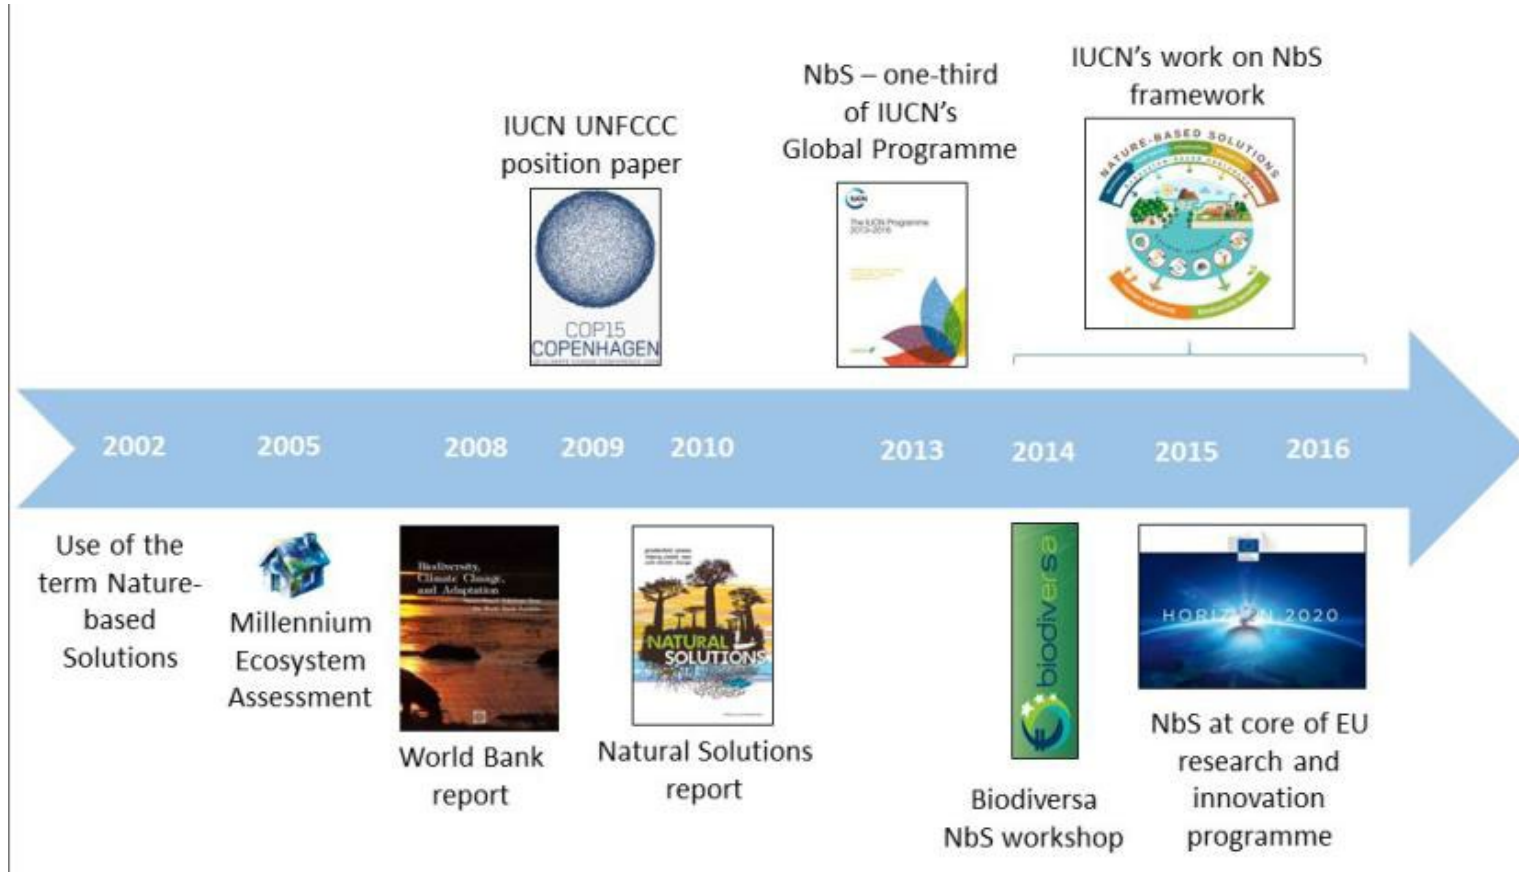 IUCN UNFCCC
position paper
COP15
COPENHAGEN
NbS – one-third
of IUCN's
Global Programme
IUCN
The IUCN Programme
2013–2016
IUCN's work on NbS
framework
NATURE-BASED SOLUTIONS
2002
2005
2008
2009
2010
2013
2014
2015
2016
Use of the
term Nature-
based
Solutions
Millennium
Ecosystem
Assessment
Biodiversity,
Climate Change,
and Adaptation
World Bank
report
NATURAL
SOLUTIONS
Natural Solutions
report
biodiversa
Biodiversa
NbS workshop
HORIZON 2020
NbS at core of EU
research and
innovation
programme